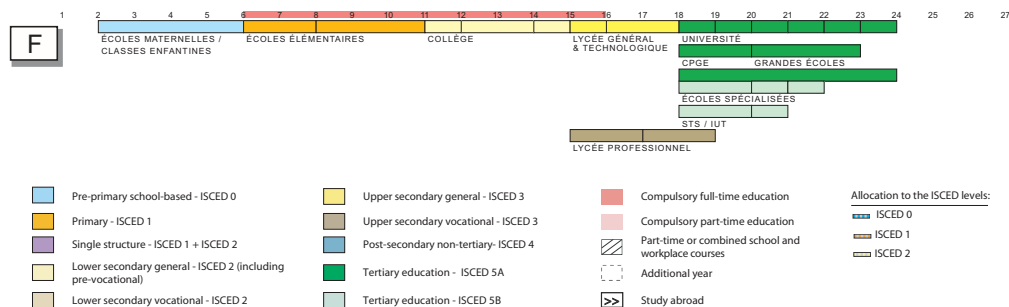 1 2 3 4 5 6 7 8 9 10 11 12 13 14 15 16 17 18 19 20 21 22 23 24 25 26 27
F
ÉCOLES MATERNELLES /
CLASSES ENFANTINES
ÉCOLES ÉLÉMENTAIRES
COLLÈGE
LYCÉE GÉNÉRAL
& TECHNOLOGIQUE
UNIVERSITÉ
CPGE GRANDES ÉCOLES
ÉCOLES SPÉCIALISÉES
STS / IUT
LYCÉE PROFESSIONNEL
Pre-primary school-based - ISCED 0
Primary - ISCED 1
Single structure - ISCED 1 + ISCED 2
Lower secondary general - ISCED 2 (including
pre-vocational)
Lower secondary vocational - ISCED 2
Upper secondary general - ISCED 3
Upper secondary vocational - ISCED 3
Post-secondary non-tertiary- ISCED 4
Tertiary education - ISCED 5A
Tertiary education - ISCED 5B
Compulsory full-time education
Compulsory part-time education
Part-time or combined school and
workplace courses
Additional year
>> Study abroad
Allocation to the ISCED levels:
ISCED 0
ISCED 1
ISCED 2